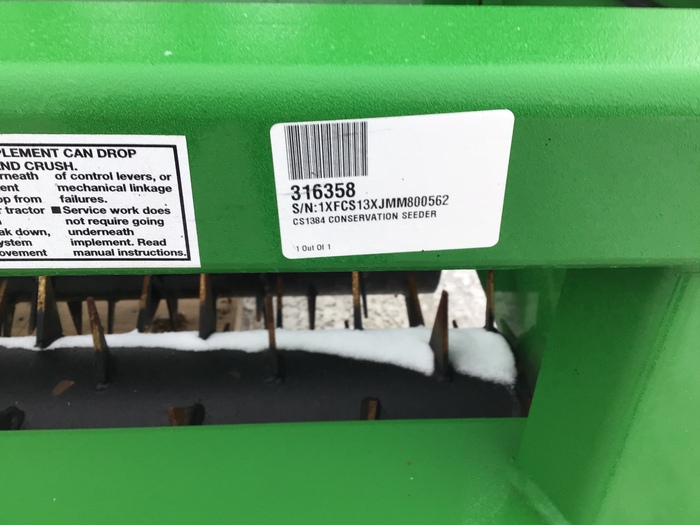 PLEMENT CAN DROP
ND CRUSH.
rneath of control levers, or
ent mechanical linkage
p from failures.
tractor ■Service work does
not require going
ak down, underneath
ystem implement. Read
ovement manual instructions.
316358
S/N:1XFCS13XJMM800562
CS1384 CONSERVATION SEEDER
1 Out Of 1